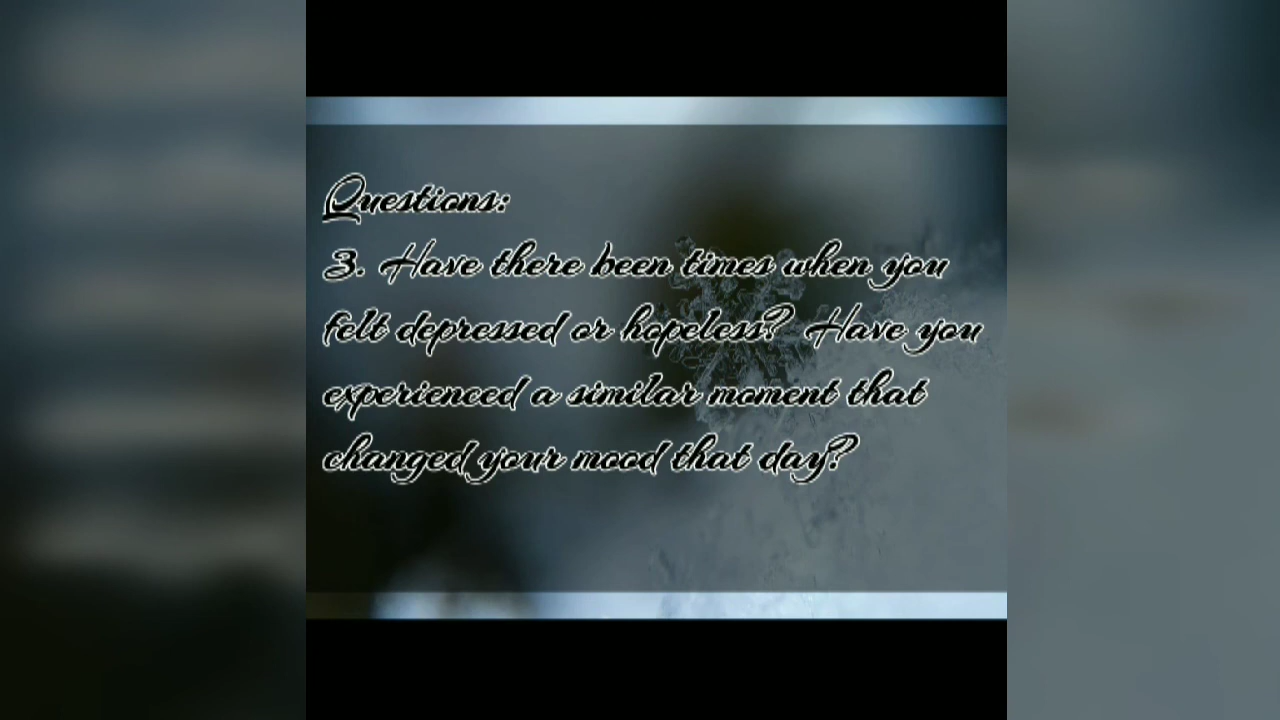 Questions:
3. Have there been times when you
felt depressed or hopeless? Have you
experienced a similar moment that
changed your mood that day?